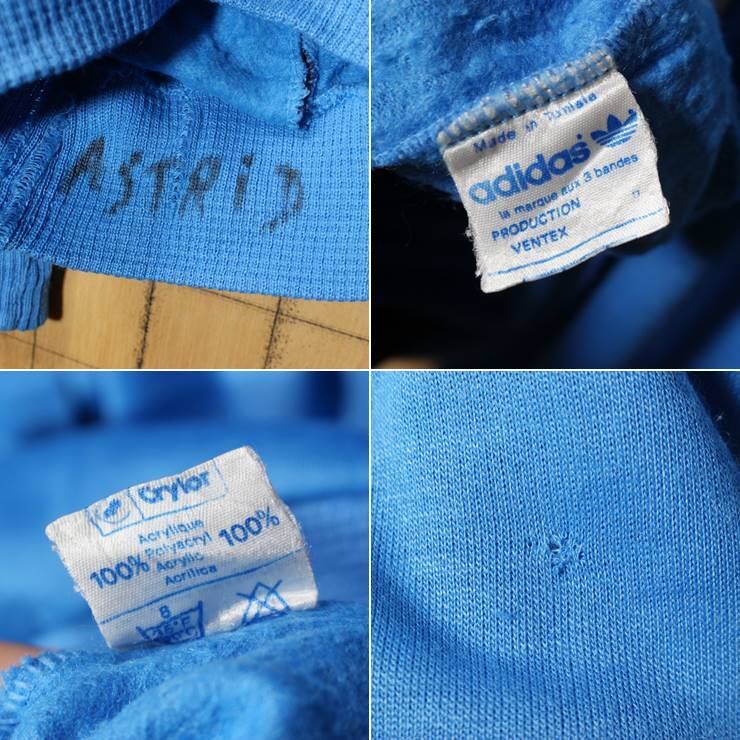 ASTRiD
Made in Tunisia
adidas
la marque aux 3 bandes
PRODUCTION
VENTEX
Crylor
Acrylique
Polyacryl
100% Acrylic 100%
Acrilica
8